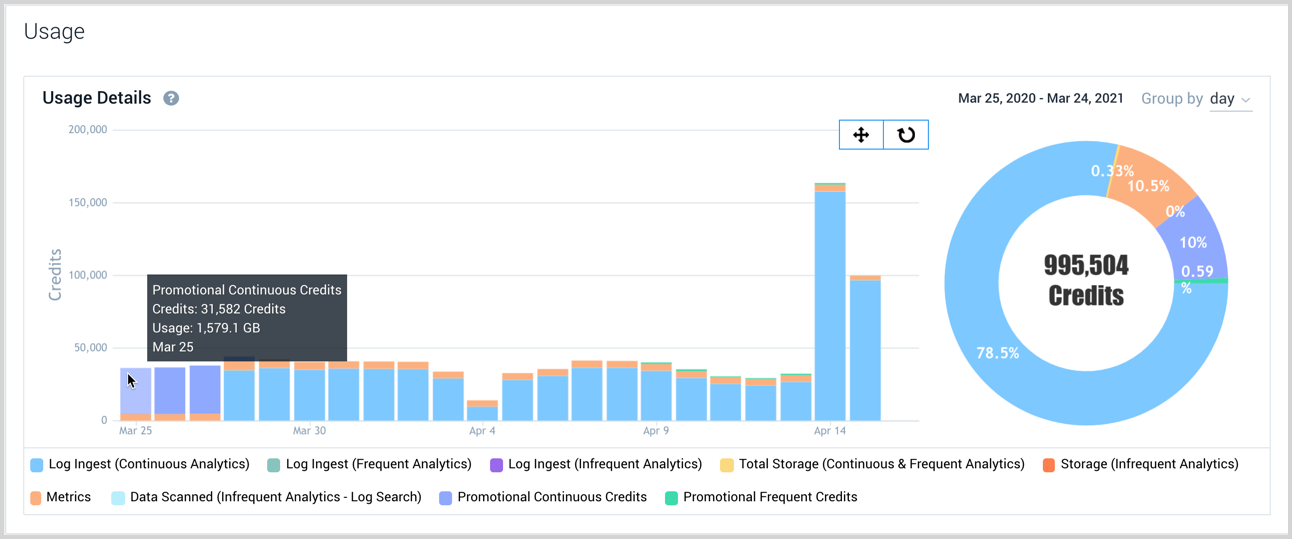 Usage
Usage Details ?
Mar 25, 2020 - Mar 24, 2021 Group by day
200,000
150,000
100,000
50,000
0
Credits
Promotional Continuous Credits
Credits: 31,582 Credits
Usage: 1,579.1 GB
Mar 25
Mar 25 Mar 30 Apr 4 Apr 9 Apr 14
0.33%
10.5%
0%
10%
0.59
%
78.5%
995,504
Credits
Log Ingest (Continuous Analytics) Log Ingest (Frequent Analytics) Log Ingest (Infrequent Analytics) Total Storage (Continuous & Frequent Analytics) Storage (Infrequent Analytics)
Metrics Data Scanned (Infrequent Analytics - Log Search) Promotional Continuous Credits Promotional Frequent Credits